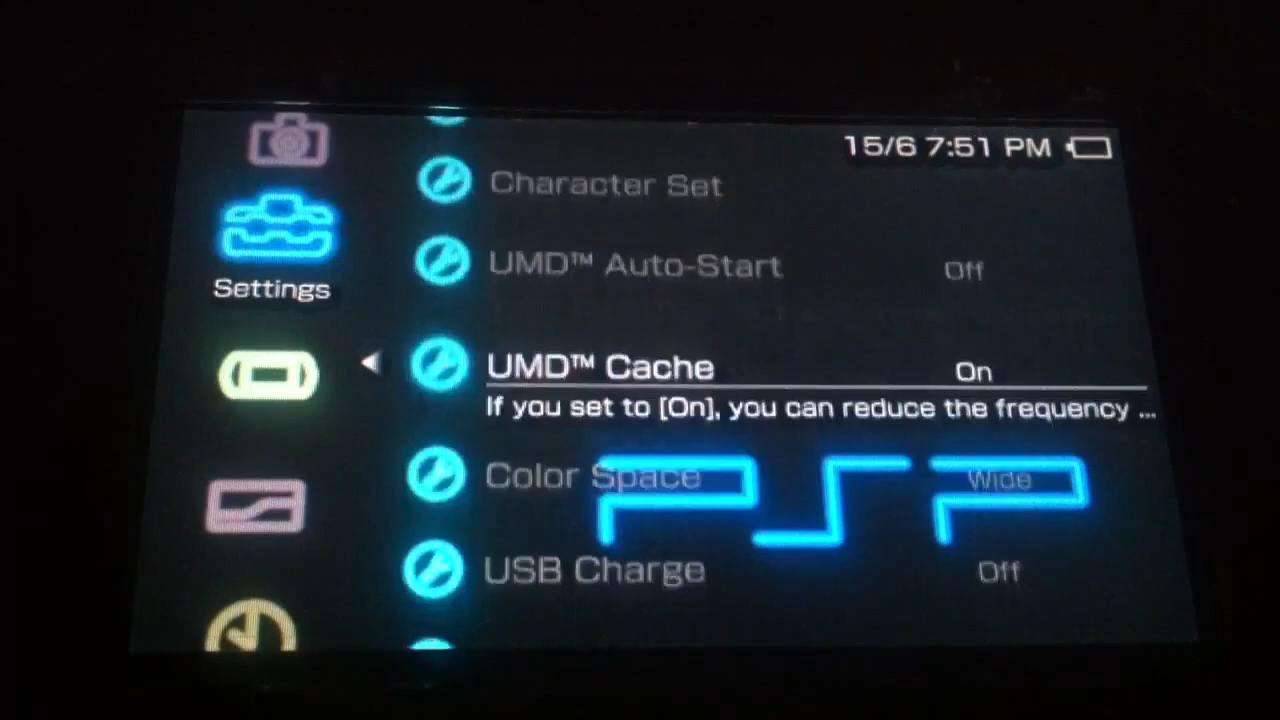 15/6 7:51 PM
Character Set
UMD™ Auto-Start Off
Settings
UMD™ Cache On
If you set to [On], you can reduce the frequency ...
Color Space Wide
PSP
USB Charge Off